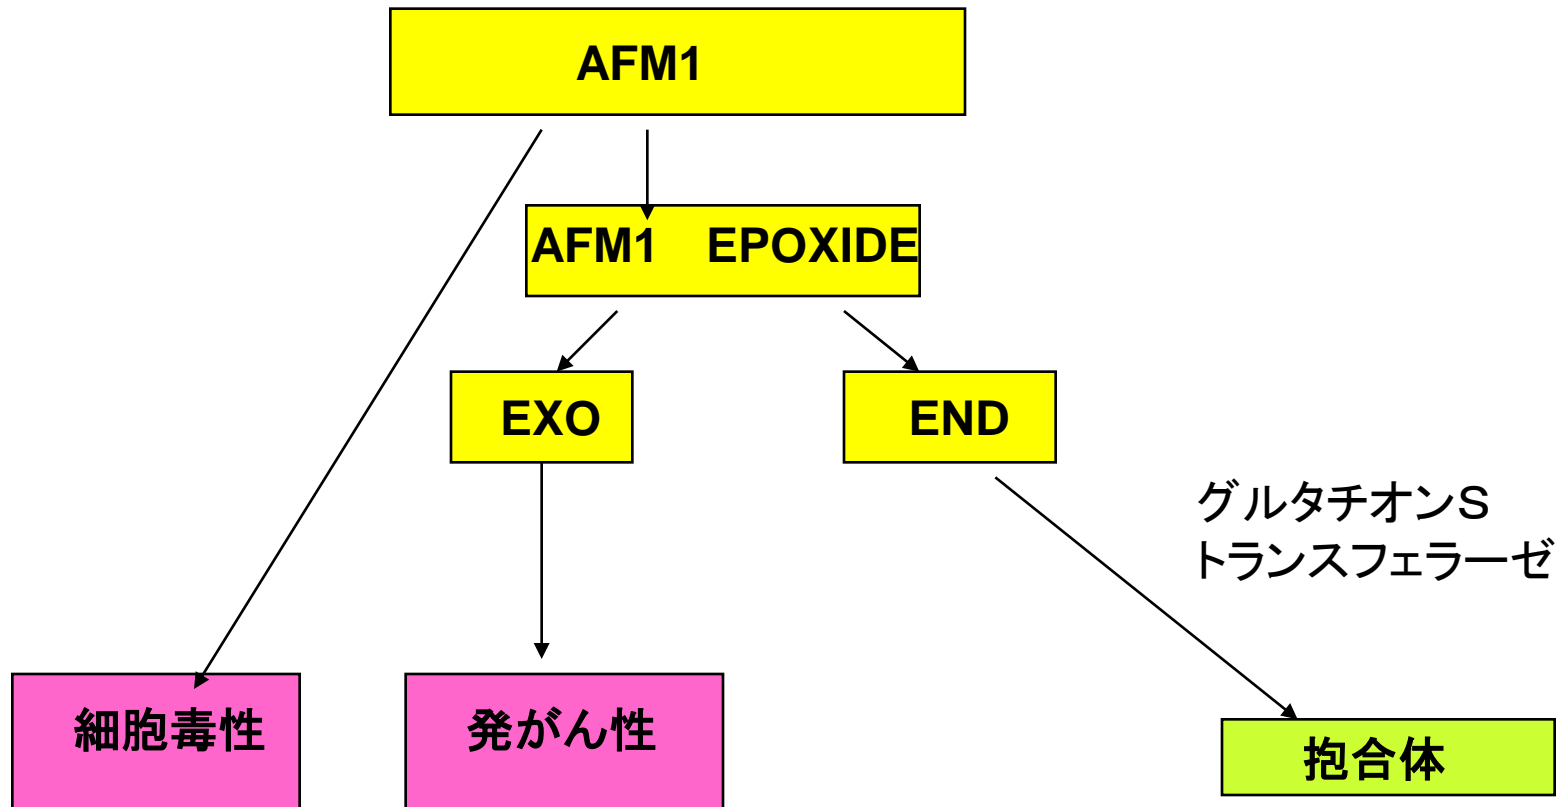 AFM1
AFM1　EPOXIDE
EXO
END
グルタチオンＳ
トランスフェラーゼ
細胞毒性
発がん性
抱合体